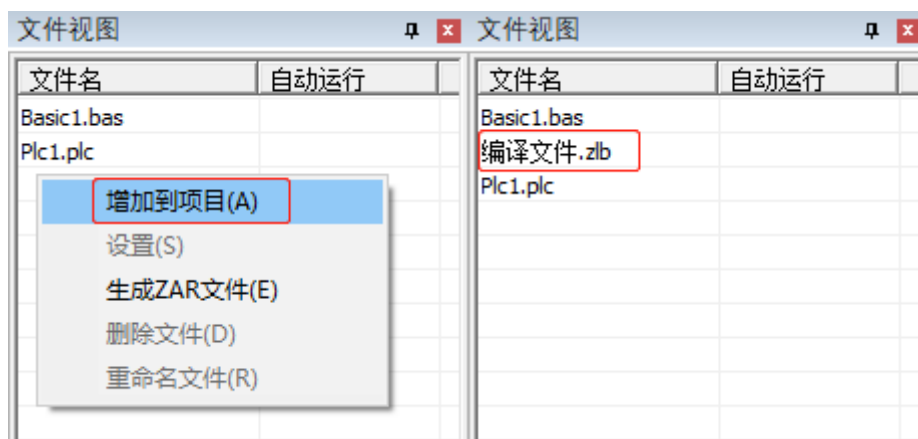 文件视图
文件名 自动运行
Basic1.bas
Plc1.plc
增加到项目(A)
设置(S)
生成ZAR文件(E)
删除文件(D)
重命名文件(R)
文件视图
文件名 自动运行
Basic1.bas
编译文件.zlb
Plc1.plc